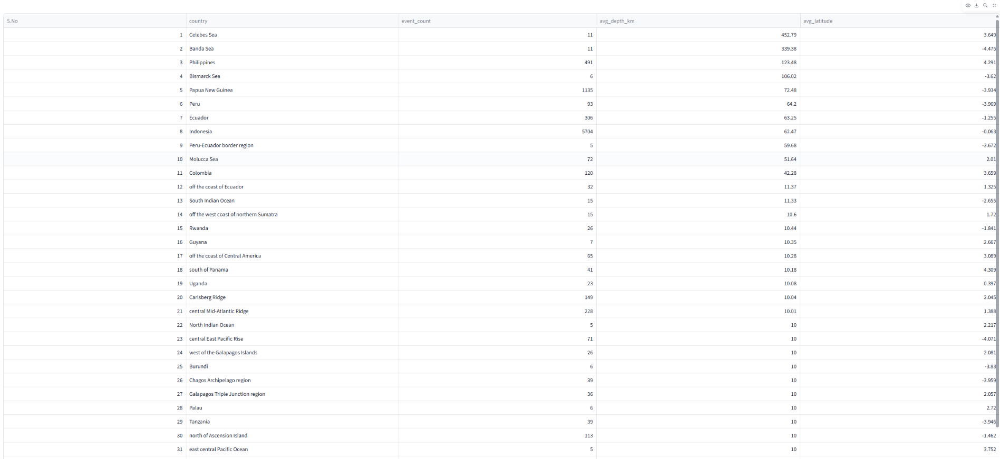 S.No country event_count avg_depth_km avg_latitude
1 Celebes Sea 11 452.79 3.649
2 Banda Sea 11 339.38 -4.475
3 Philippines 491 123.48 4.291
4 Bismarck Sea 6 106.02 -3.62
5 Papua New Guinea 1135 72.48 -3.934
6 Peru 93 64.2 -3.969
7 Ecuador 306 63.25 -1.255
8 Indonesia 5704 62.47 -0.063
9 Peru-Ecuador border region 5 59.68 -3.672
10 Molucca Sea 72 51.64 2.01
11 Colombia 120 42.28 3.659
12 off the coast of Ecuador 32 11.37 1.325
13 South Indian Ocean 15 11.33 -2.655
14 off the west coast of northern Sumatra 15 10.6 1.72
15 Rwanda 26 10.44 -1.841
16 Guyana 7 10.35 2.667
17 off the coast of Central America 65 10.28 3.089
18 south of Panama 41 10.18 4.309
19 Uganda 23 10.08 0.397
20 Carlsberg Ridge 149 10.04 2.045
21 central Mid-Atlantic Ridge 228 10.01 1.388
22 North Indian Ocean 5 10 2.217
23 central East Pacific Rise 71 10 -4.071
24 west of the Galapagos Islands 26 10 2.081
25 Burundi 6 10 -3.83
26 Chagos Archipelago region 39 10 -3.959
27 Galapagos Triple Junction region 36 10 2.057
28 Palau 6 10 2.72
29 Tanzania 39 10 -3.946
30 north of Ascension Island 113 10 -1.462
31 east central Pacific Ocean 5 10 3.752